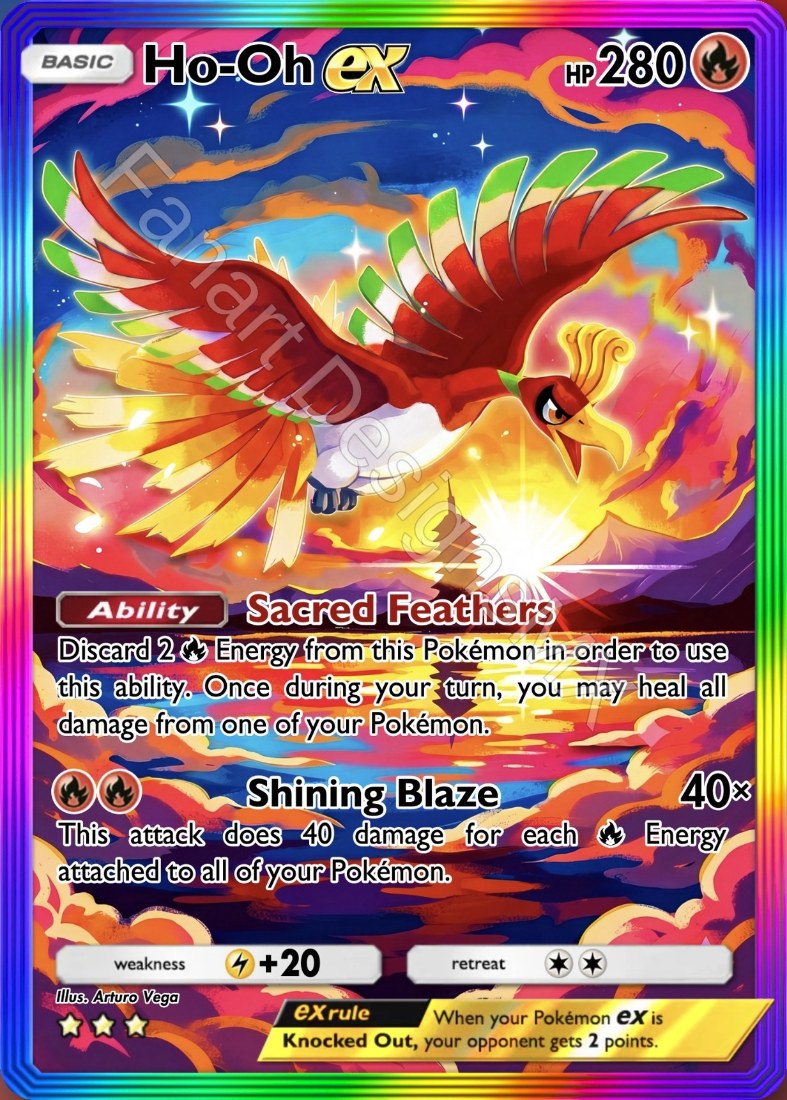 BASIC Ho-Oh ex HP 280
Fanart DesignsMX
Ability Sacred Feathers
Discard 2 Energy from this Pokémon in order to use
this ability. Once during your turn, you may heal all
damage from one of your Pokémon.
Shining Blaze 40×
This attack does 40 damage for each Energy
attached to all of your Pokémon.
weakness +20 retreat
Illus. Arturo Vega
ex rule When your Pokémon ex is
Knocked Out, your opponent gets 2 points.